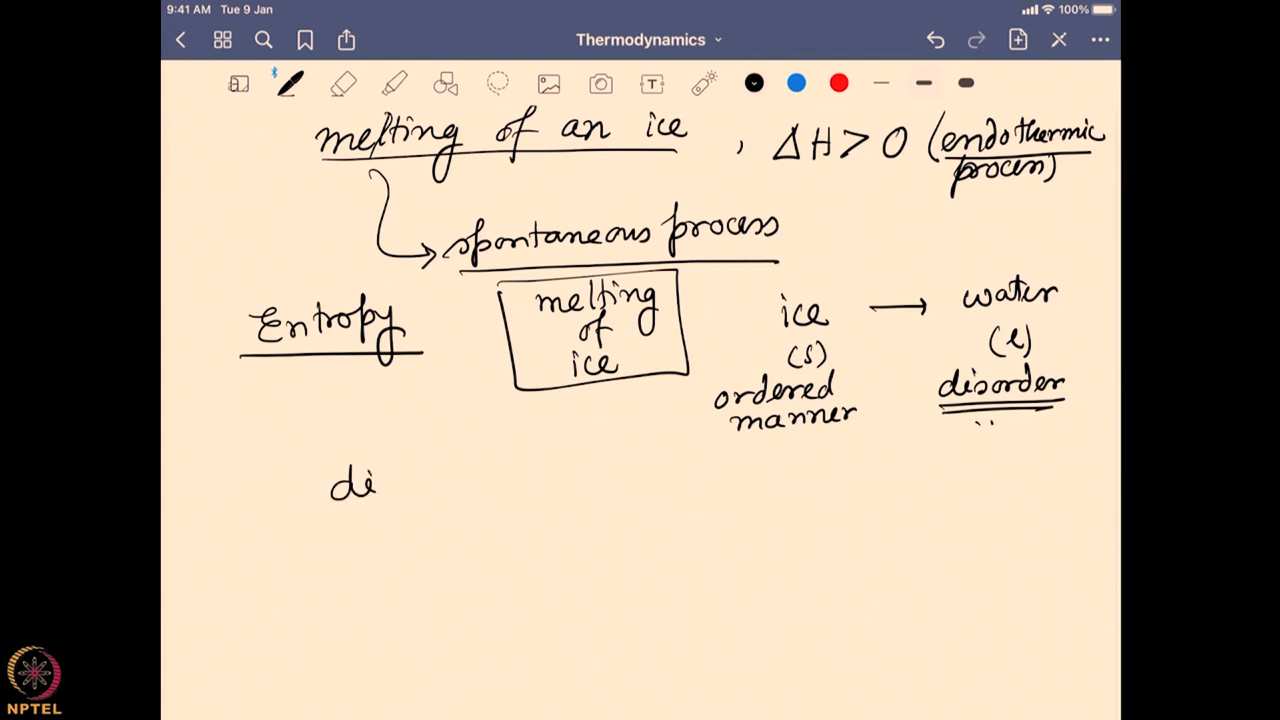 9:41 AM Tue 9 Jan
100%
Thermodynamics
T
melting of an ice , ΔH > 0 (endothermic
process)
spontaneous process
Entropy
melting
of
ice
ice → water
(s) (l)
ordered
manner
disorder
di
NPTEL